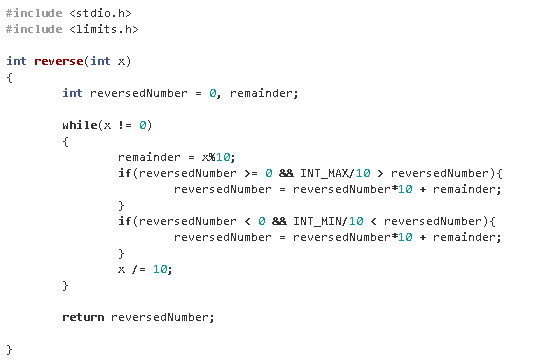 #include <stdio.h>
#include <limits.h>

int reverse(int x)
{
        int reversedNumber = 0, remainder;

        while(x != 0)
        {
                remainder = x%10;
                if(reversedNumber >= 0 && INT_MAX/10 > reversedNumber){
                        reversedNumber = reversedNumber*10 + remainder;
                }
                if(reversedNumber < 0 && INT_MIN/10 < reversedNumber){
                        reversedNumber = reversedNumber*10 + remainder;
                }
                x /= 10;
        }

        return reversedNumber;

}